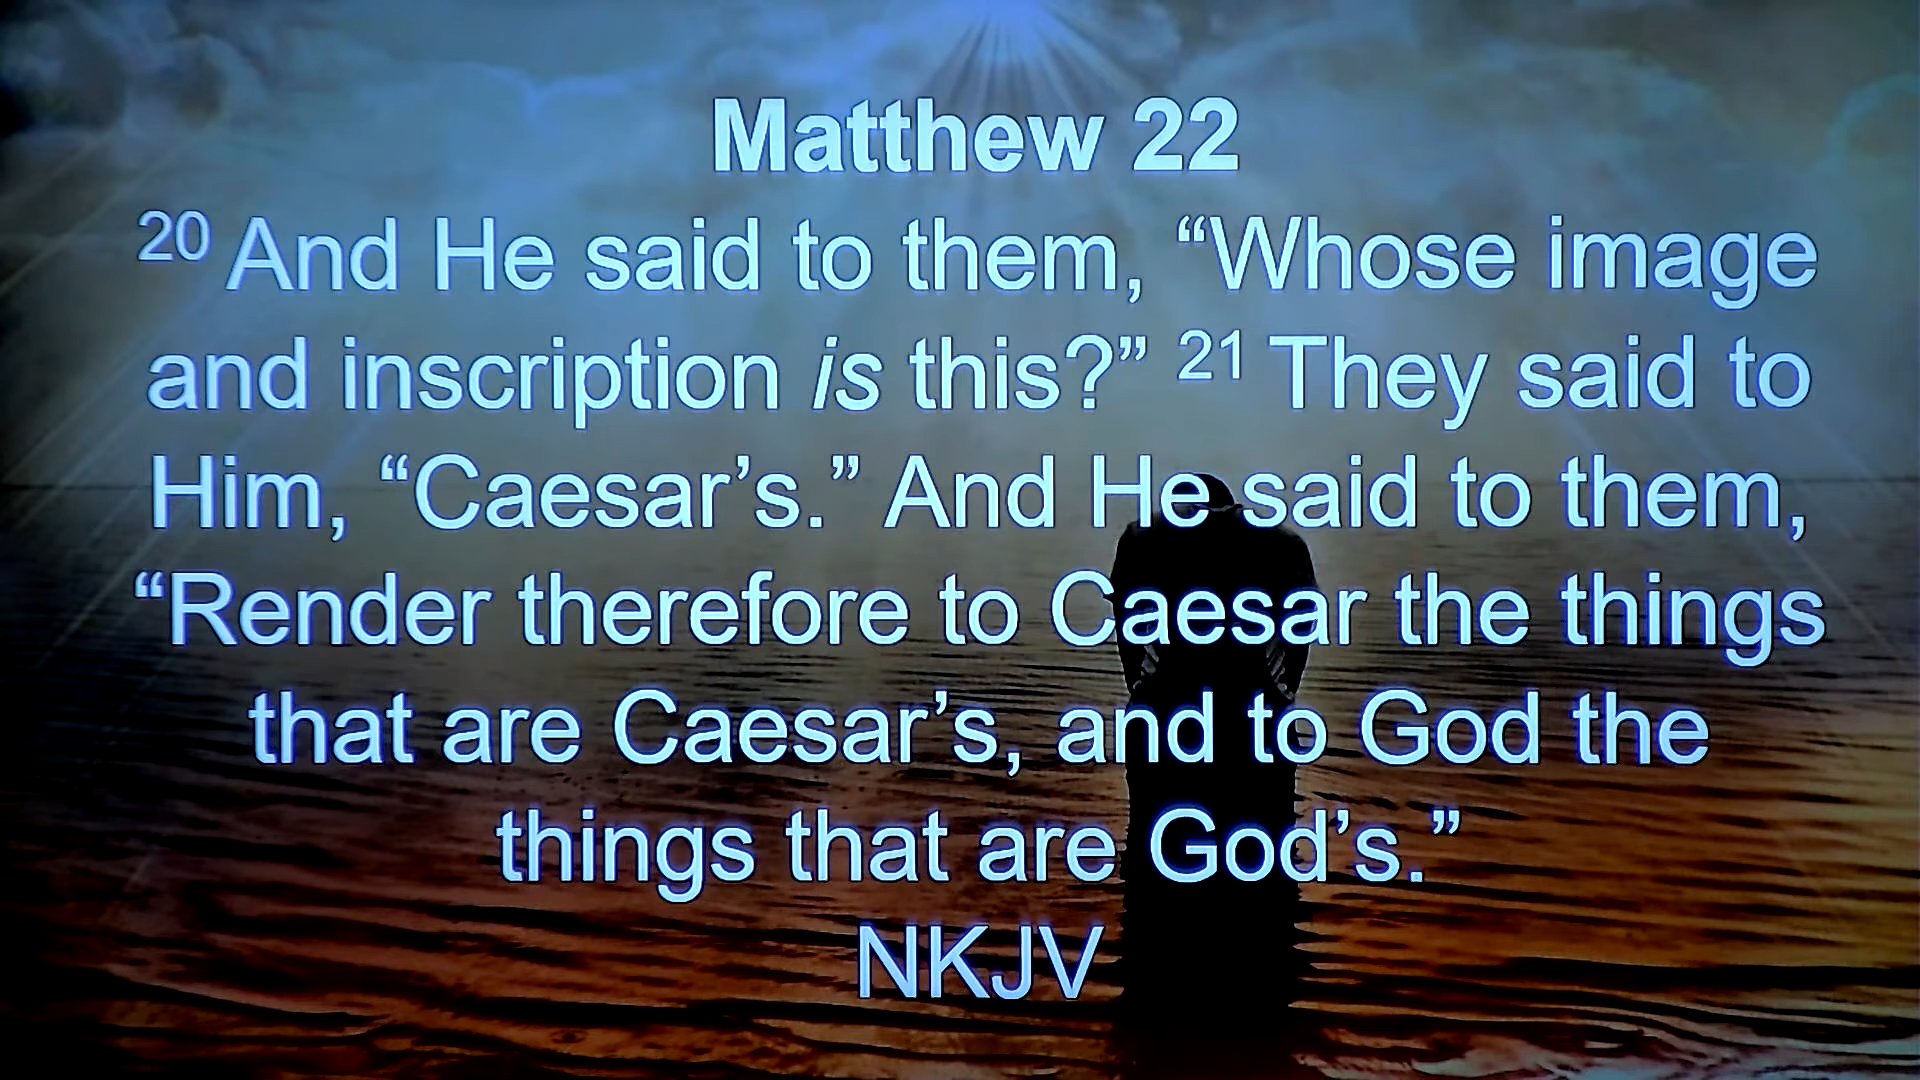 Matthew 22
20 And He said to them, “Whose image
and inscription is this?” 21 They said to
Him, “Caesar’s.” And He said to them,
“Render therefore to Caesar the things
that are Caesar’s, and to God the
things that are God’s.”
NKJV